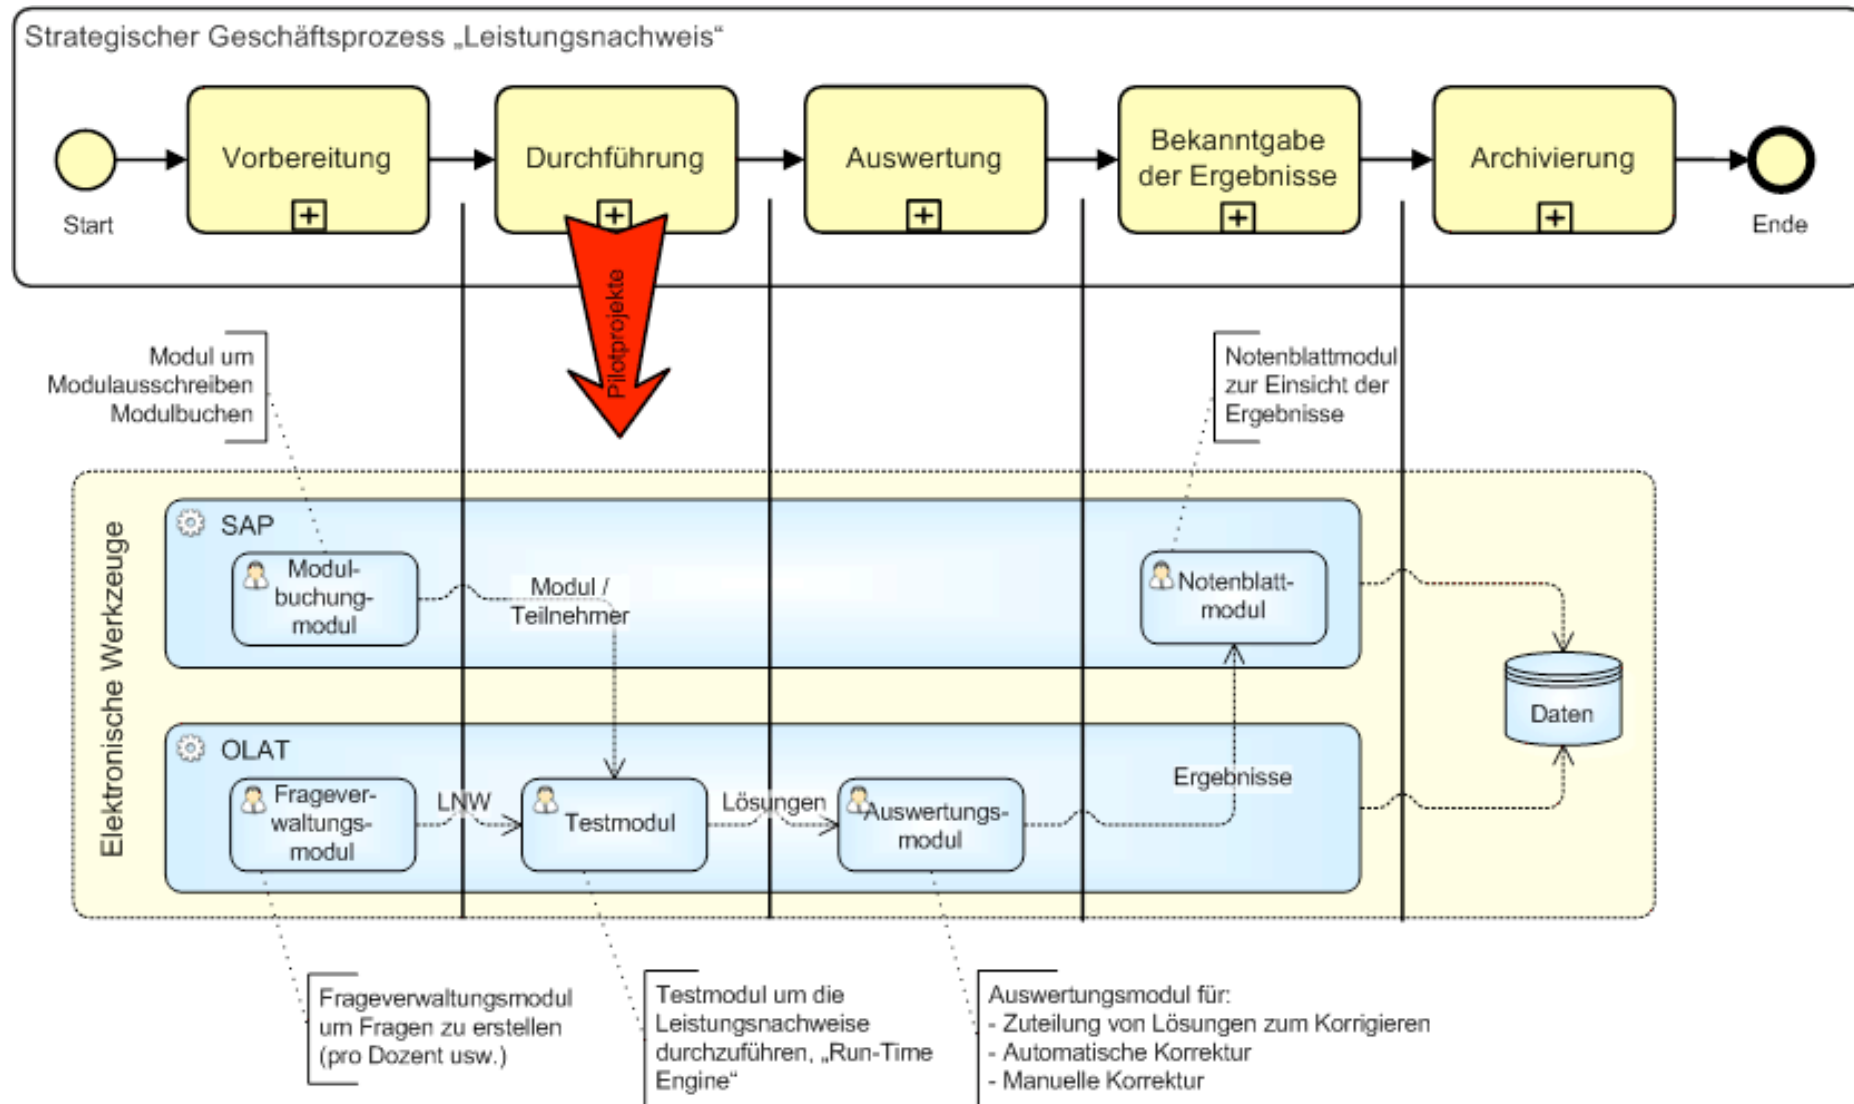 Strategischer Geschäftsprozess „Leistungsnachweis“
Start
Vorbereitung
Durchführung
Auswertung
Bekanntgabe
der Ergebnisse
Archivierung
Ende
Pilotprojekte
Modul um
Modulausschreiben
Modulbuchen
Notenblattmodul
zur Einsicht der
Ergebnisse
Elektronische Werkzeuge
SAP
Modul-
buchung-
modul
Modul /
Teilnehmer
Notenblatt-
modul
Daten
OLAT
Fragever-
waltungs-
modul
LNW
Testmodul
Lösungen
Auswertungs-
modul
Ergebnisse
Frageverwaltungsmodul
um Fragen zu erstellen
(pro Dozent usw.)
Testmodul um die
Leistungsnachweise
durchzuführen, „Run-Time
Engine“
Auswertungsmodul für:
- Zuteilung von Lösungen zum Korrigieren
- Automatische Korrektur
- Manuelle Korrektur